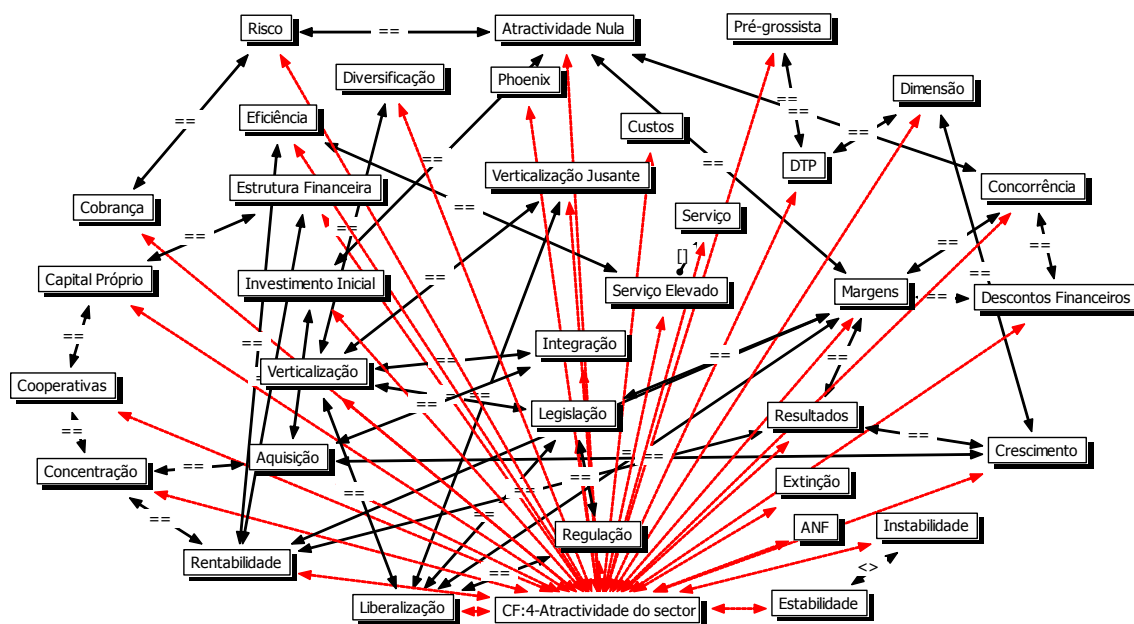 Risco
==
Atractividade Nula
Pré-grossista
Diversificação
Phoenix
Dimensão
==
==
Eficiência
==
Custos
==
==
==
DTP
Estrutura Financeira
Verticalização Jusante
Concorrência
Cobrança
Serviço
==
==
[]
==
==
==
Capital Próprio
Investimento Inicial
Serviço Elevado
Margens
==
Descontos Financeiros
==
==
==
Integração
==
==
==
Cooperativas
Verticalização
==
Legislação
Resultados
==
==
Concentração
==
Aquisição
==
Crescimento
Extinção
==
==
==
ANF
Instabilidade
Rentabilidade
Regulação
==
<>
Liberalização
CF:4-Atractividade do sector
Estabilidade